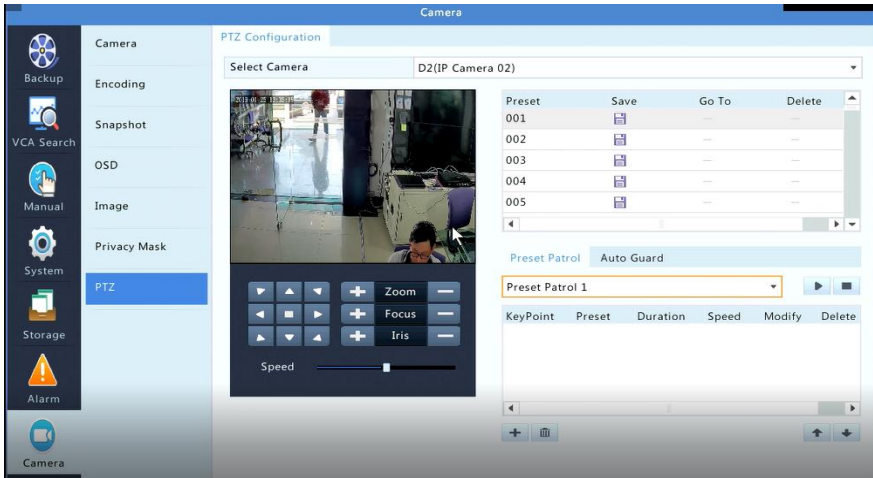 Camera
Backup
VCA Search
Manual
System
Storage
Alarm
Camera
Camera
Encoding
Snapshot
OSD
Image
Privacy Mask
PTZ
PTZ Configuration
Select Camera D2(IP Camera 02)
Zoom
Focus
Iris
Speed
Preset Save Go To Delete
001
002
003
004
005
Preset Patrol Auto Guard
Preset Patrol 1
KeyPoint Preset Duration Speed Modify Delete